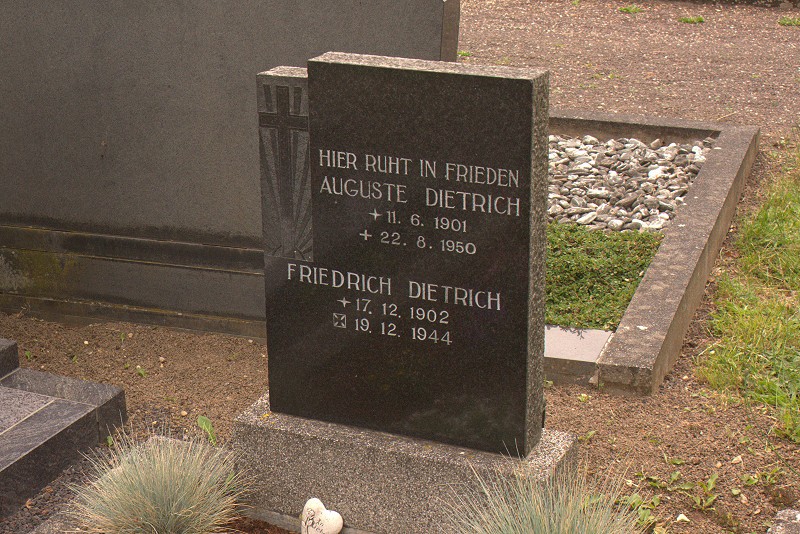 HIER RUHT IN FRIEDEN
AUGUSTE DIETRICH
* 11. 6. 1901
+ 22. 8. 1950
FRIEDRICH DIETRICH
* 17. 12. 1902
19. 12. 1944